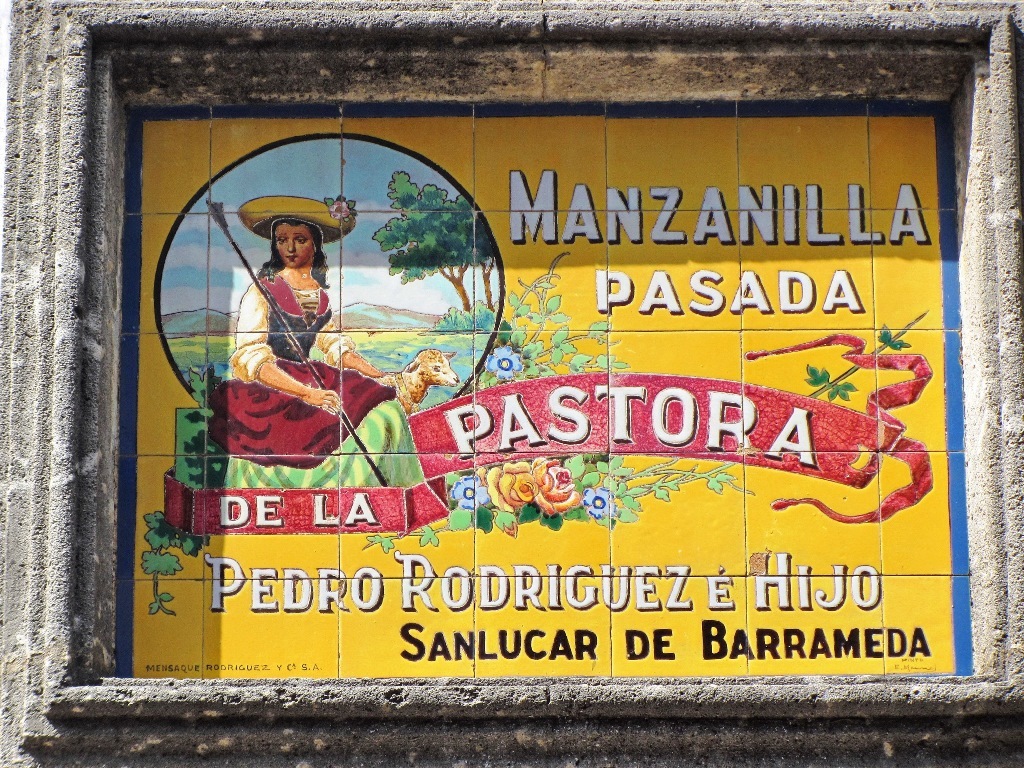 MANZANILLA
PASADA
DE LA PASTORA
PEDRO RODRIGUEZ É HIJO
SANLUCAR DE BARRAMEDA
MENSAQUE RODRIGUEZ Y Cª S.A.